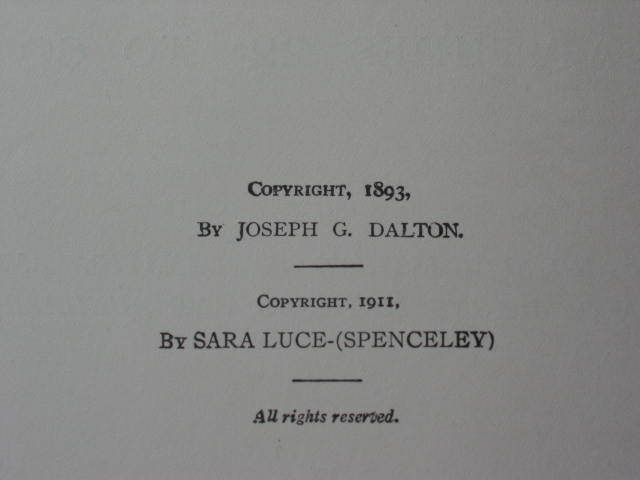 COPYRIGHT, 1893,
BY JOSEPH G. DALTON.
COPYRIGHT, 1911,
BY SARA LUCE-(SPENCELEY)
All rights reserved.